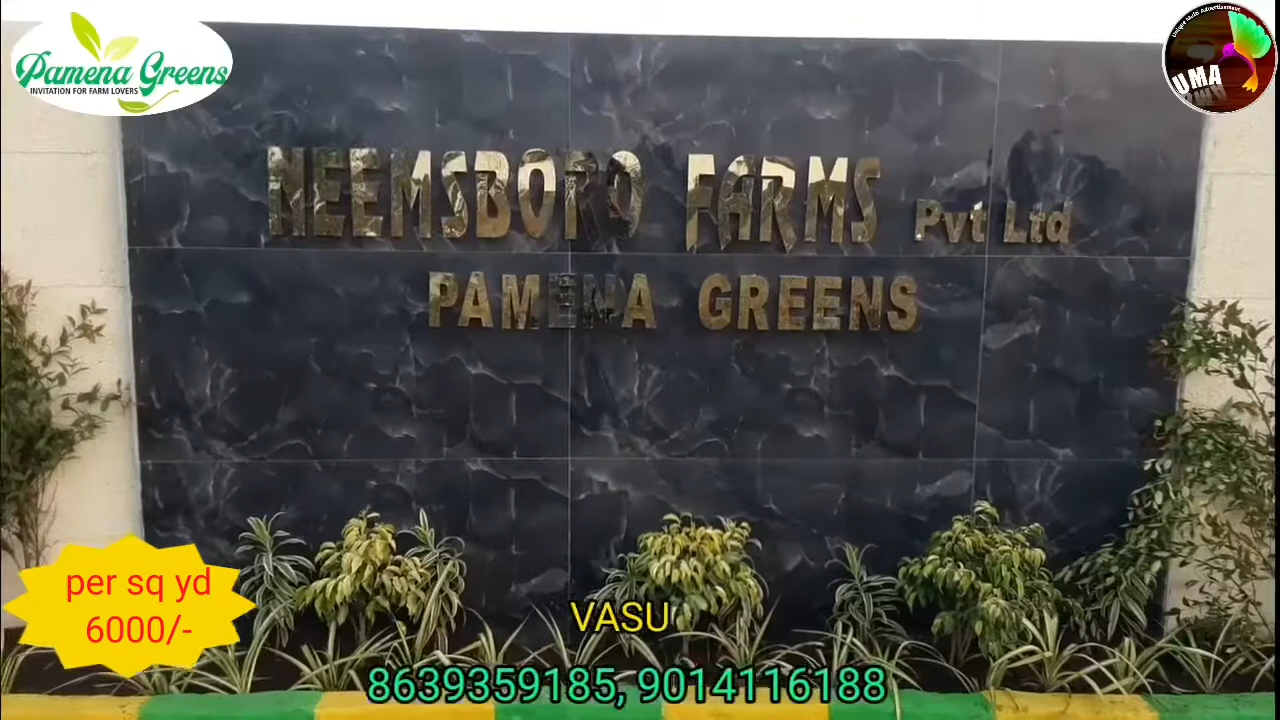 Pamena Greens
INVITATION FOR FARM LOVERS
UMA
NEEMSBORO FARMS Pvt Ltd
PAMENA GREENS
per sq yd
6000/-
VASU
8639359185, 9014116188